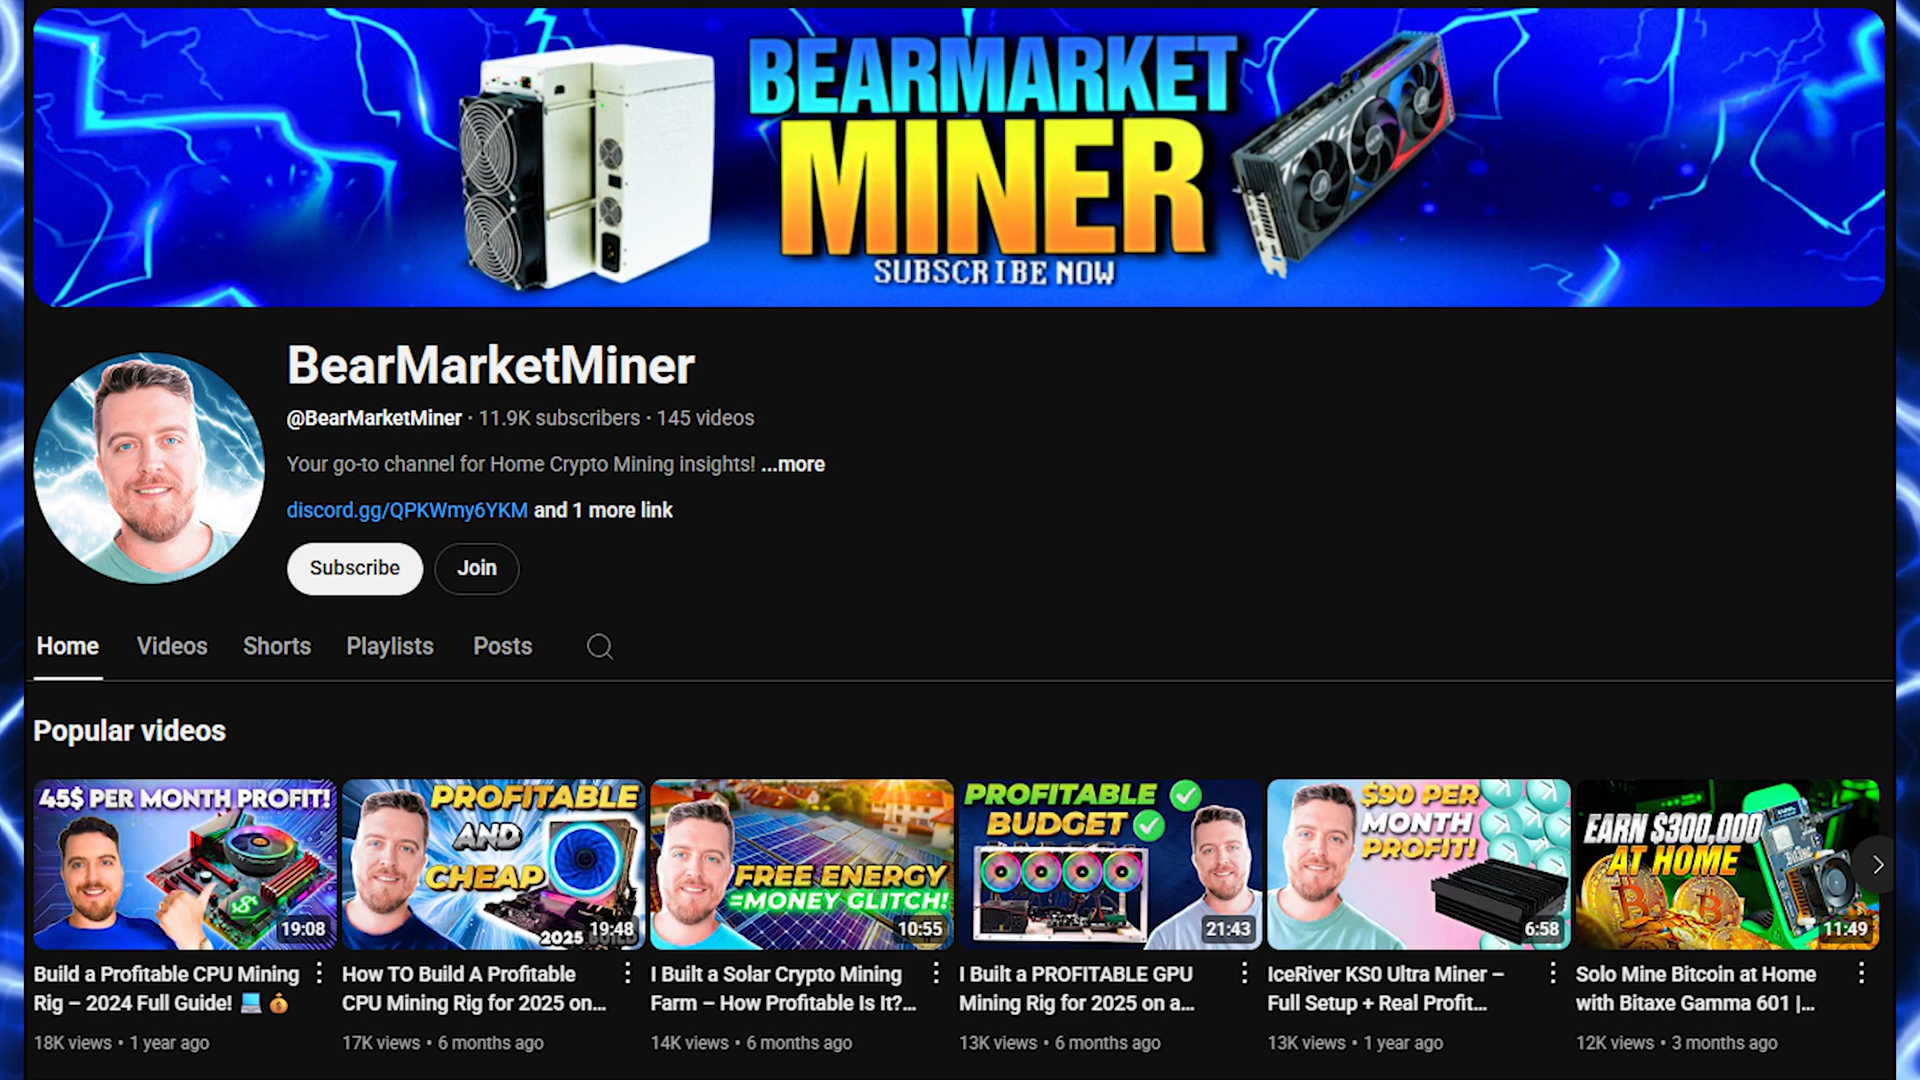 BEARMARKET
MINER
SUBSCRIBE NOW
BearMarketMiner
@BearMarketMiner · 11.9K subscribers · 145 videos
Your go-to channel for Home Crypto Mining insights! ...more
discord.gg/QPKWmy6YKM and 1 more link
Subscribe
Join
Home
Videos
Shorts
Playlists
Posts
Popular videos
45$ PER MONTH PROFIT!
19:08
Build a Profitable CPU Mining
Rig – 2024 Full Guide! 💻 💰
18K views • 1 year ago
PROFITABLE
AND
CHEAP
2025 BUILD
19:48
How TO Build A Profitable
CPU Mining Rig for 2025 on...
17K views • 6 months ago
FREE ENERGY
=MONEY GLITCH!
10:55
I Built a Solar Crypto Mining
Farm – How Profitable Is It?...
14K views • 6 months ago
PROFITABLE
BUDGET
21:43
I Built a PROFITABLE GPU
Mining Rig for 2025 on a...
13K views • 6 months ago
$90 PER
MONTH
PROFIT!
6:58
IceRiver KS0 Ultra Miner –
Full Setup + Real Profit...
13K views • 1 year ago
EARN $300.000
AT HOME
11:49
Solo Mine Bitcoin at Home
with Bitaxe Gamma 601 |...
12K views • 3 months ago